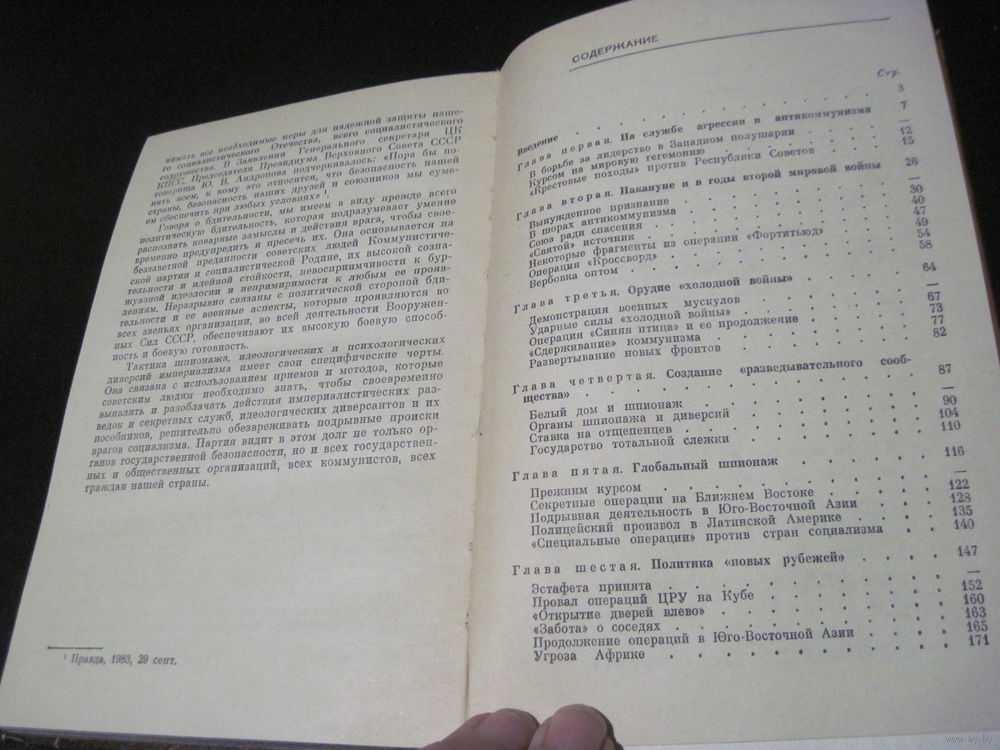 нимать все необходимые меры для надежной защиты наше-
го социалистического Отечества, всего социалистического
содружества. В Заявлении Генерального секретаря ЦК
КПСС, Председателя Президиума Верховного Совета СССР
товарища Ю. В. Андропова подчеркивалось: «Пора бы по-
нять всем, и кому это относится, что безопасность нашей
страны, безопасность наших друзей и союзников мы суме-
ем обеспечить при любых условиях» ¹.
Говоря о бдительности, мы имеем в виду прежде всего
политическую бдительность, которая подразумевает умение
распознать коварные замыслы и действия врага, чтобы свое-
временно предупредить и пресечь их. Она основывается на
беззаветной преданности советских людей Коммунистиче-
ской партии и социалистической Родине, их высокой созна-
тельности и идейной стойкости, невосприимчивости к бур-
жуазной идеологии и непримиримости к любым ее прояв-
лениям. Неразрывно связаны с политической стороной бди-
тельности и ее военные аспекты, которые проявляются во
всех звеньях организации, во всей деятельности Вооружен-
ных Сил СССР, обеспечивают их высокую боевую способ-
ность и боевую готовность.
Тактика шпионажа, идеологических и психологических
диверсий империализма имеет свои специфические черты.
Она связана с использованием приемов и методов, которые
советским людям необходимо знать, чтобы своевременно
выявлять и разоблачать действия империалистических раз-
ведок и секретных служб, идеологических диверсантов и их
пособников, решительно обезвреживать подрывные происки
врагов социализма. Партия видит в этом долг не только ор-
ганов государственной безопасности, но и всех государствен-
ных и общественных организаций, всех коммунистов, всех
граждан нашей страны.
¹ Правда, 1983, 29 сент.
СОДЕРЖАНИЕ
Стр.
Введение . . . . . . . . . . 3
Глава первая. На службе агрессии и антикоммунизма 7
В борьбе за лидерство в Западном полушарии —
Курсом на мировую гегемонию . . . . 12
«Крестовые походы» против Республики Советов . 15
Глава вторая. Накануне и в годы второй мировой войны 28
Вынужденное признание . . . . . —
В шорах антикоммунизма . . . . . 30
Союз ради спасения . . . . . 40
«Святой» источник . . . . . 47
Некоторые фрагменты из операции «Фортитьюд» . 49
Операция «Кроссворд» . . . . . 54
Вербовка оптом . . . . . 58
Глава третья. Орудие «холодной войны» . . . 64
Демонстрация военных мускулов . . . . —
Ударные силы «холодной войны» . . . . 67
Операция «Синяя птица» и ее продолжение . . 73
«Сдерживание» коммунизма . . . . . 77
Развертывание новых фронтов . . . . . 82
Глава четвертая. Создание «разведывательного сооб-
щества» . . . . . . . . . 87
Белый дом и шпионаж . . . . . —
Органы шпионажа и диверсий . . . . . 90
Ставка на отщепенцев . . . . . 104
Государство тотальной слежки . . . . . 110
Глава пятая. Глобальный шпионаж . . . . 116
Прежним курсом . . . . . . —
Секретные операции на Ближнем Востоке . . . 122
Подрывная деятельность в Юго-Восточной Азии . . 128
Полицейский произвол в Латинской Америке . . 135
«Специальные операции» против стран социализма . 140
Глава шестая. Политика «новых рубежей» . . . 147
Эстафета принята . . . . . . —
Провал операций ЦРУ на Кубе . . . . . 152
«Открытие дверей влево» . . . . . 160
«Забота» о соседях . . . . . . 163
Продолжение операций в Юго-Восточной Азии . . 165
Угроза Африке . . . . . . 171
www.ay.by